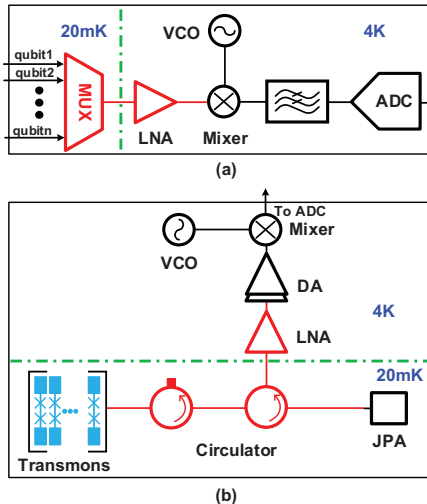 20mK
VCO
4K
qubit1
qubit2
qubitn
MUX
LNA
Mixer
ADC
(a)
To ADC
Mixer
VCO
DA
4K
LNA
20mK
Circulator
JPA
Transmons
(b)